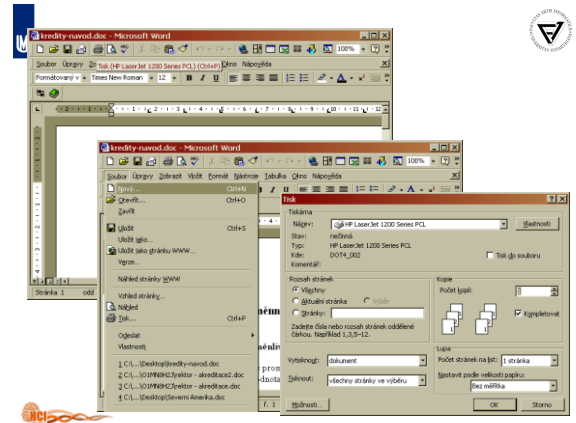 kredity-navod.doc - Microsoft Word
100%
Soubor Úpravy Zo Tisk (HP LaserJet 1200 Series PCL) (Ctrl+P) Okno Nápověda
Formátovaný v Times New Roman 12 B I U
Stránka 1 odd
kredity-navod.doc - Microsoft Word
100%
Soubor Úpravy Zobrazit Vložit Formát Nástroje Tabulka Okno Nápověda
Nový... Ctrl+N
Otevřít... Ctrl+O
Zavřít
Uložit Ctrl+S
Uložit jako...
Uložit jako stránku WWW...
Verze...
Náhled stránky WWW
Vzhled stránky...
Náhled
Tisk... Ctrl+P
Odeslat
Vlastnosti
1 C:\,...\Desktop\kredity-navod.doc
2 C:\,...\O1MN8H27\rektor - akreditace2.doc
3 C:\,...\O1MN8H27\rektor - akreditace.doc
4 C:\,...\Desktop\Severni Amerika.doc
Tisk
Tiskárna
Název: HP LaserJet 1200 Series PCL Vlastnosti
Stav: nečinná
Typ: HP LaserJet 1200 Series PCL
Kde: DOT4_002 Tisk do souboru
Komentář:
Rozsah stránek
Všechny
Aktuální stránka Výběr
Stránky:
Zadejte čísla nebo rozsah stránek oddělené
čárkou. Například 1,3,5–12.
Kopie
Počet kopií: 1
Kompletovat
Vytisknout: dokument
Tisknout: všechny stránky ve výběru
Lupa
Počet stránek na list: 1 stránka
Nastavit podle velikosti papíru:
Bez měřítka
Možnosti... OK Storno
HCI